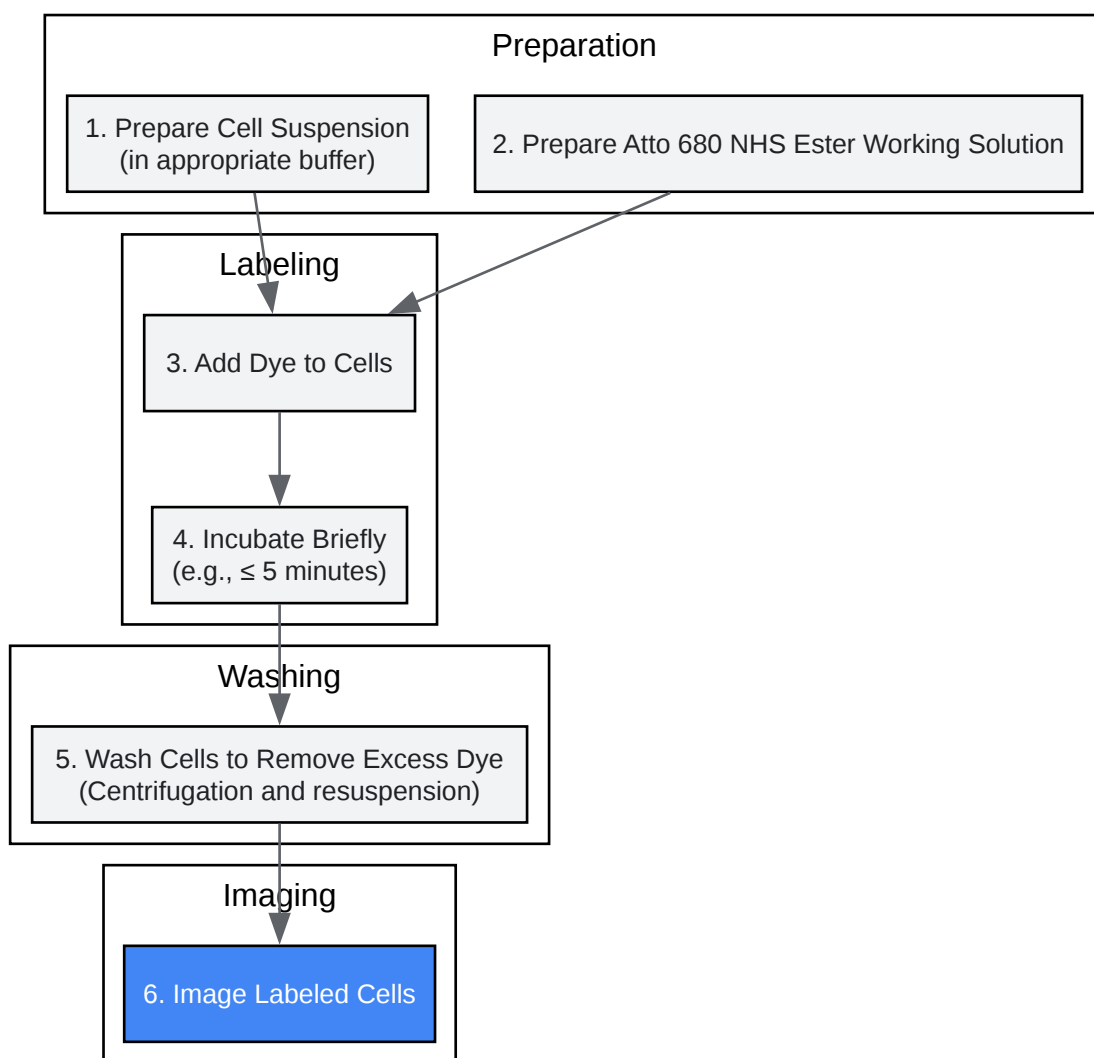 Preparation
1. Prepare Cell Suspension
(in appropriate buffer)
2. Prepare Atto 680 NHS Ester Working Solution
Labeling
3. Add Dye to Cells
4. Incubate Briefly
(e.g., ≤ 5 minutes)
Washing
5. Wash Cells to Remove Excess Dye
(Centrifugation and resuspension)
Imaging
6. Image Labeled Cells